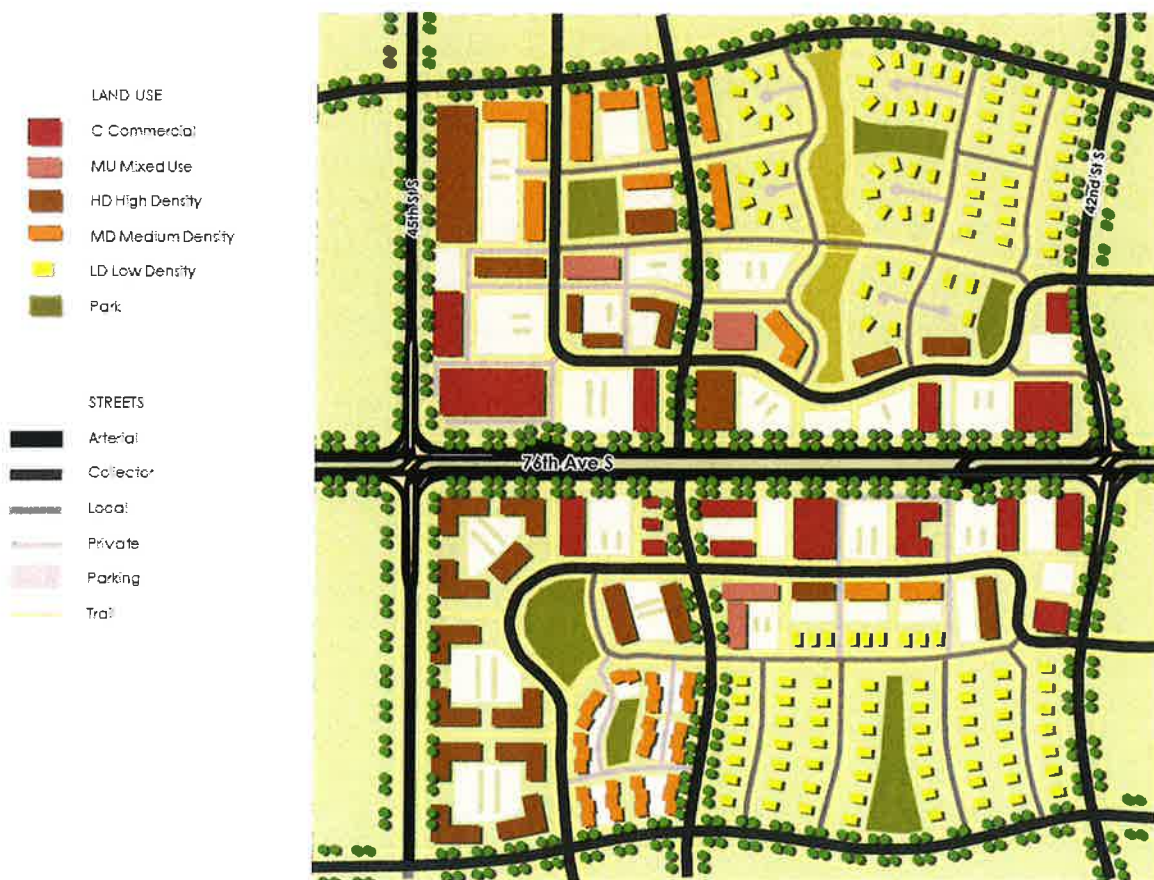 LAND USE
C Commercial
MU Mixed Use
HD High Density
MD Medium Density
LD Low Density
Park
STREETS
Arterial
Collector
Local
Private
Parking
Trail
45th St S
42nd St S
76th Ave S